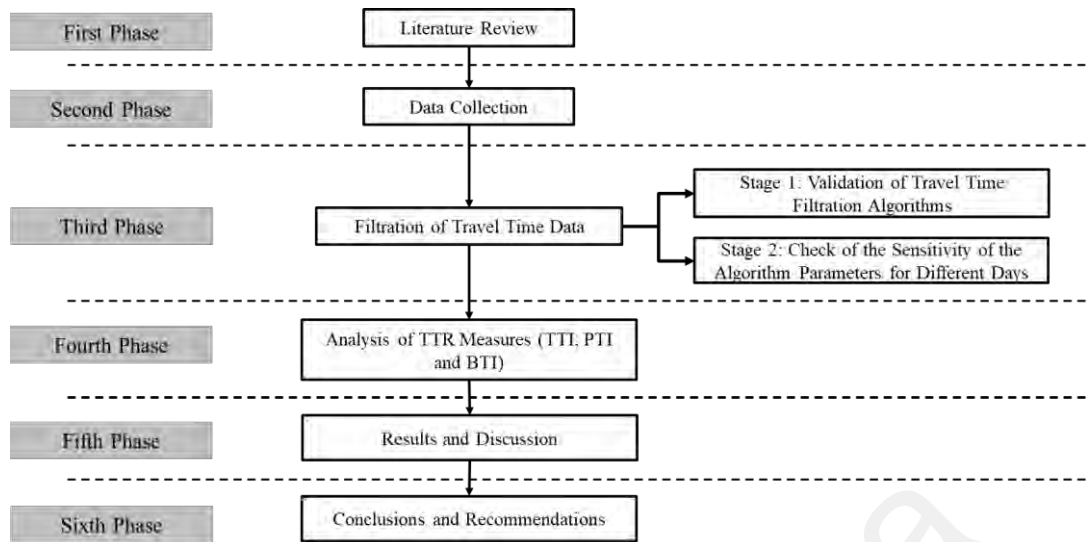 First Phase
Literature Review
Second Phase
Data Collection
Third Phase
Filtration of Travel Time Data
Stage 1: Validation of Travel Time
Filtration Algorithms
Stage 2: Check of the Sensitivity of the
Algorithm Parameters for Different Days
Fourth Phase
Analysis of TTR Measures (TTI, PTI
and BTI)
Fifth Phase
Results and Discussion
Sixth Phase
Conclusions and Recommendations